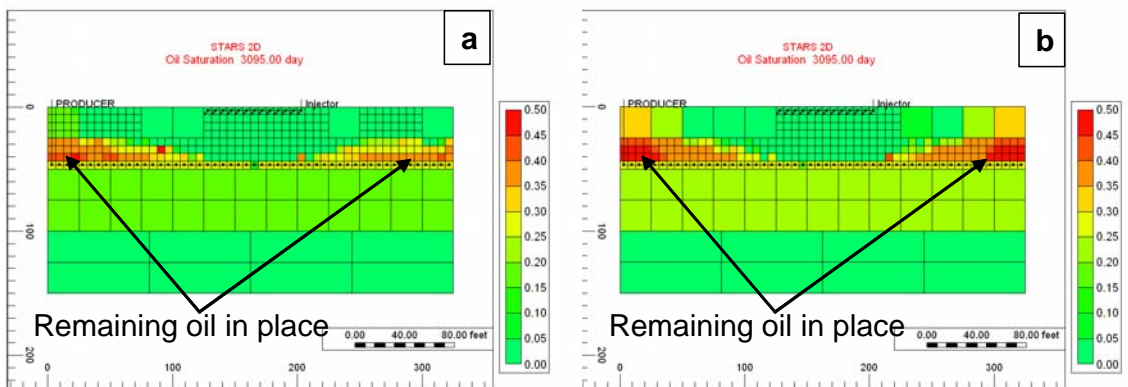 a
STARS 2D
Oil Saturation 3095.00 day
PRODUCER
Injector
0
100
200
0.50
0.45
0.40
0.35
0.30
0.25
0.20
0.15
0.10
0.05
0.00
Remaining oil in place
0.00 40.00 80.00 feet
0 100 200 300
b
STARS 2D
Oil Saturation 3095.00 day
PRODUCER
Injector
0
100
200
0.50
0.45
0.40
0.35
0.30
0.25
0.20
0.15
0.10
0.05
0.00
Remaining oil in place
0.00 40.00 80.00 feet
0 100 200 300